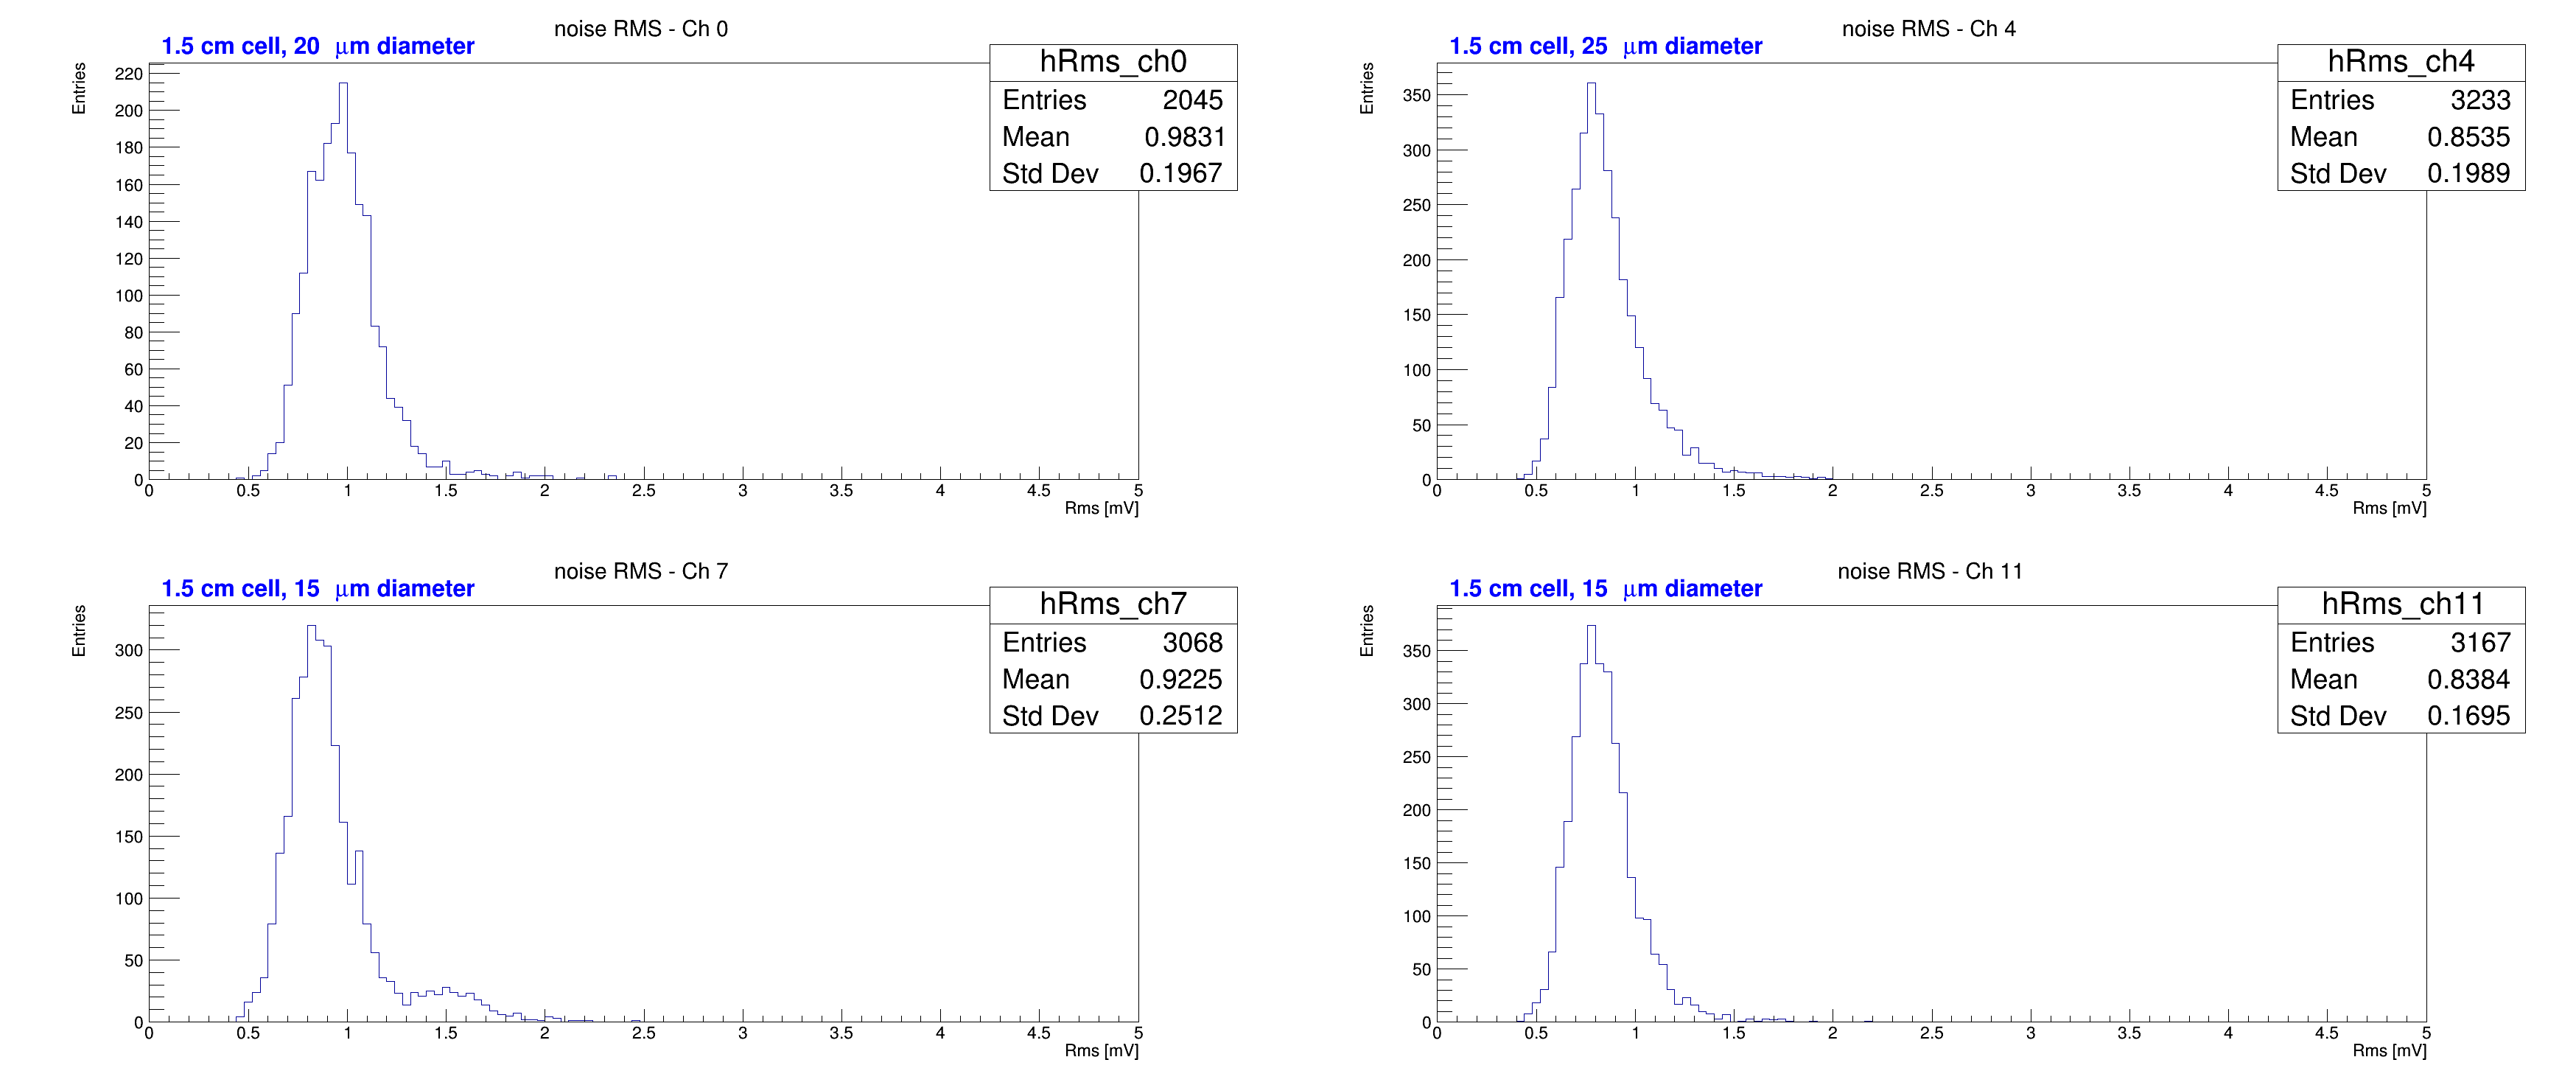 noise RMS - Ch 0
1.5 cm cell, 20 μm diameter
hRms_ch0
Entries 2045
Mean 0.9831
Std Dev 0.1967
Entries
220
200
180
160
140
120
100
80
60
40
20
0
0 0.5 1 1.5 2 2.5 3 3.5 4 4.5 5
Rms [mV]
noise RMS - Ch 4
1.5 cm cell, 25 μm diameter
hRms_ch4
Entries 3233
Mean 0.8535
Std Dev 0.1989
Entries
350
300
250
200
150
100
50
0
0 0.5 1 1.5 2 2.5 3 3.5 4 4.5 5
Rms [mV]
noise RMS - Ch 7
1.5 cm cell, 15 μm diameter
hRms_ch7
Entries 3068
Mean 0.9225
Std Dev 0.2512
Entries
300
250
200
150
100
50
0
0 0.5 1 1.5 2 2.5 3 3.5 4 4.5 5
Rms [mV]
noise RMS - Ch 11
1.5 cm cell, 15 μm diameter
hRms_ch11
Entries 3167
Mean 0.8384
Std Dev 0.1695
Entries
350
300
250
200
150
100
50
0
0 0.5 1 1.5 2 2.5 3 3.5 4 4.5 5
Rms [mV]